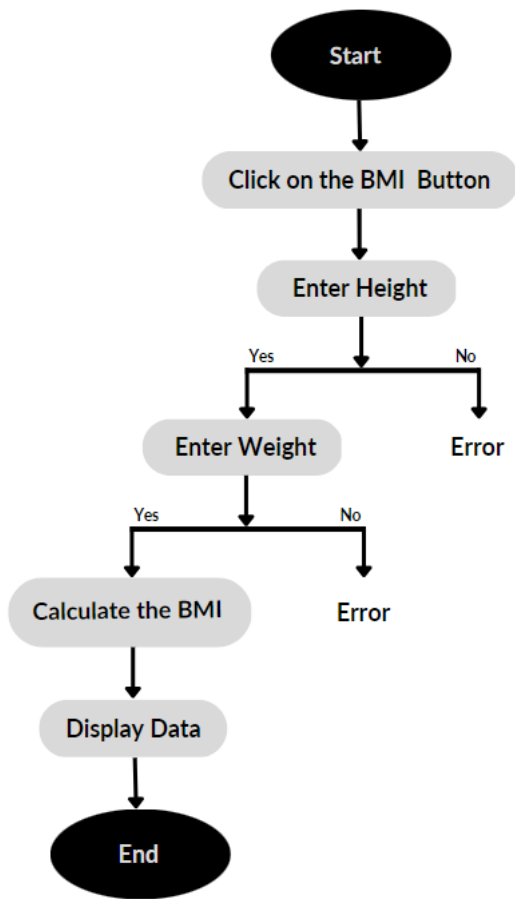 Start
Click on the BMI Button
Enter Height
Yes
No
Enter Weight
Error
Yes
No
Calculate the BMI
Error
Display Data
End